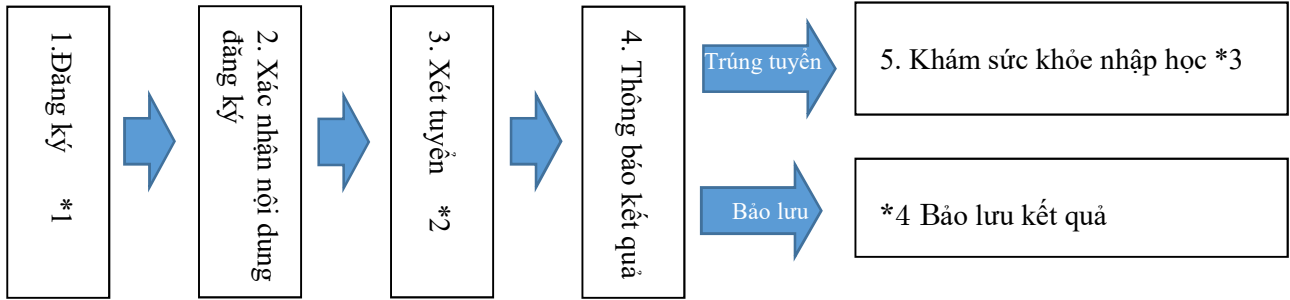 1.Đăng ký *1
2. Xác nhận nội dung
đăng ký
3. Xét tuyển *2
4. Thông báo kết quả
Trúng tuyển
5. Khám sức khỏe nhập học *3
Bảo lưu
*4 Bảo lưu kết quả